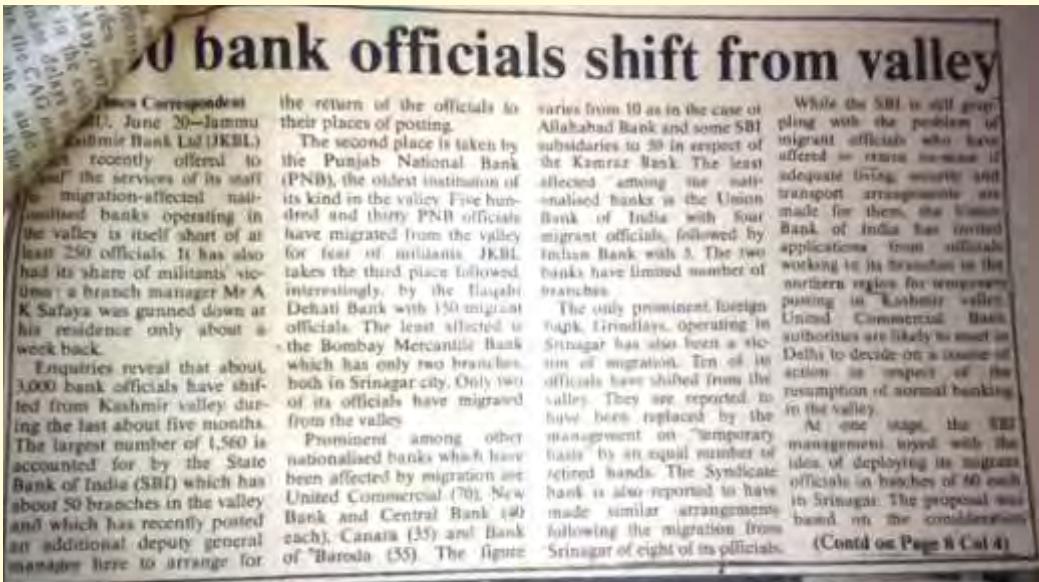 0 bank officials shift from valley
Times Correspondent
June 20—Jammu
Kashmir Bank Ltd (JKBL)
recently offered to
the services of its staff
migration-affected nati-
onalised banks operating in
the valley is itself short of at
least 250 officials. It has also
had its share of militants' vic-
tims: a branch manager Mr A
K Safaya was gunned down at
his residence only about a
week back.
Enquiries reveal that about
3,000 bank officials have shif-
ted from Kashmir valley dur-
ing the last about five months.
The largest number of 1,560 is
accounted for by the State
Bank of India (SBI) which has
about 50 branches in the valley
and which has recently posted
an additional deputy general
manager here to arrange for
the return of the officials to
their places of posting.
The second place is taken by
the Punjab National Bank
(PNB), the oldest institution of
its kind in the valley. Five hun-
dred and thirty PNB officials
have migrated from the valley
for fear of militants. JKBL
takes the third place followed,
interestingly, by the Ilaqahi
Dehati Bank with 150 migrant
officials. The least affected is
the Bombay Mercantile Bank
which has only two branches,
both in Srinagar city. Only two
of its officials have migrated
from the valley
Prominent among other
nationalised banks which have
been affected by migration are
United Commercial (70), New
Bank and Central Bank (40
each), Canara (35) and Bank
of Baroda (35). The figure
varies from 10 as in the case of
Allahabad Bank and some SBI
subsidaries to 50 in respect of
the Kamraz Bank. The least
affected among the nati-
onalised banks is the Union
Bank of India with four
migrant officials, followed by
Indian Bank with 5. The two
banks have limited number of
branches.
The only prominent foreign
bank, Grindlays, operating in
Srinagar has also been a vic-
tim of migration. Ten of its
officials have shifted from the
valley. They are reported to
have been replaced by the
management on "temporary
basis" by an equal number of
retired hands. The Syndicate
bank is also reported to have
made similar arrangements
following the migration from
Srinagar of eight of its officials.
While the SBI is still grap-
pling with the problem of
migrant officials who have
offered to return if
adequate living, security and
transport arrangements are
made for them, the Union
Bank of India has invited
applications from officials
working in its branches in the
northern region for temporary
posting in Kashmir valley.
United Commercial Bank
authorities are likely to meet in
Delhi to decide on a course of
action in respect of the
resumption of normal banking
in the valley.
At one stage, the SBI
management toyed with the
idea of deploying its migrant
officials in batches of 60 each
in Srinagar. The proposal was
based on the consideration
(Contd on Page 8 Col 4)